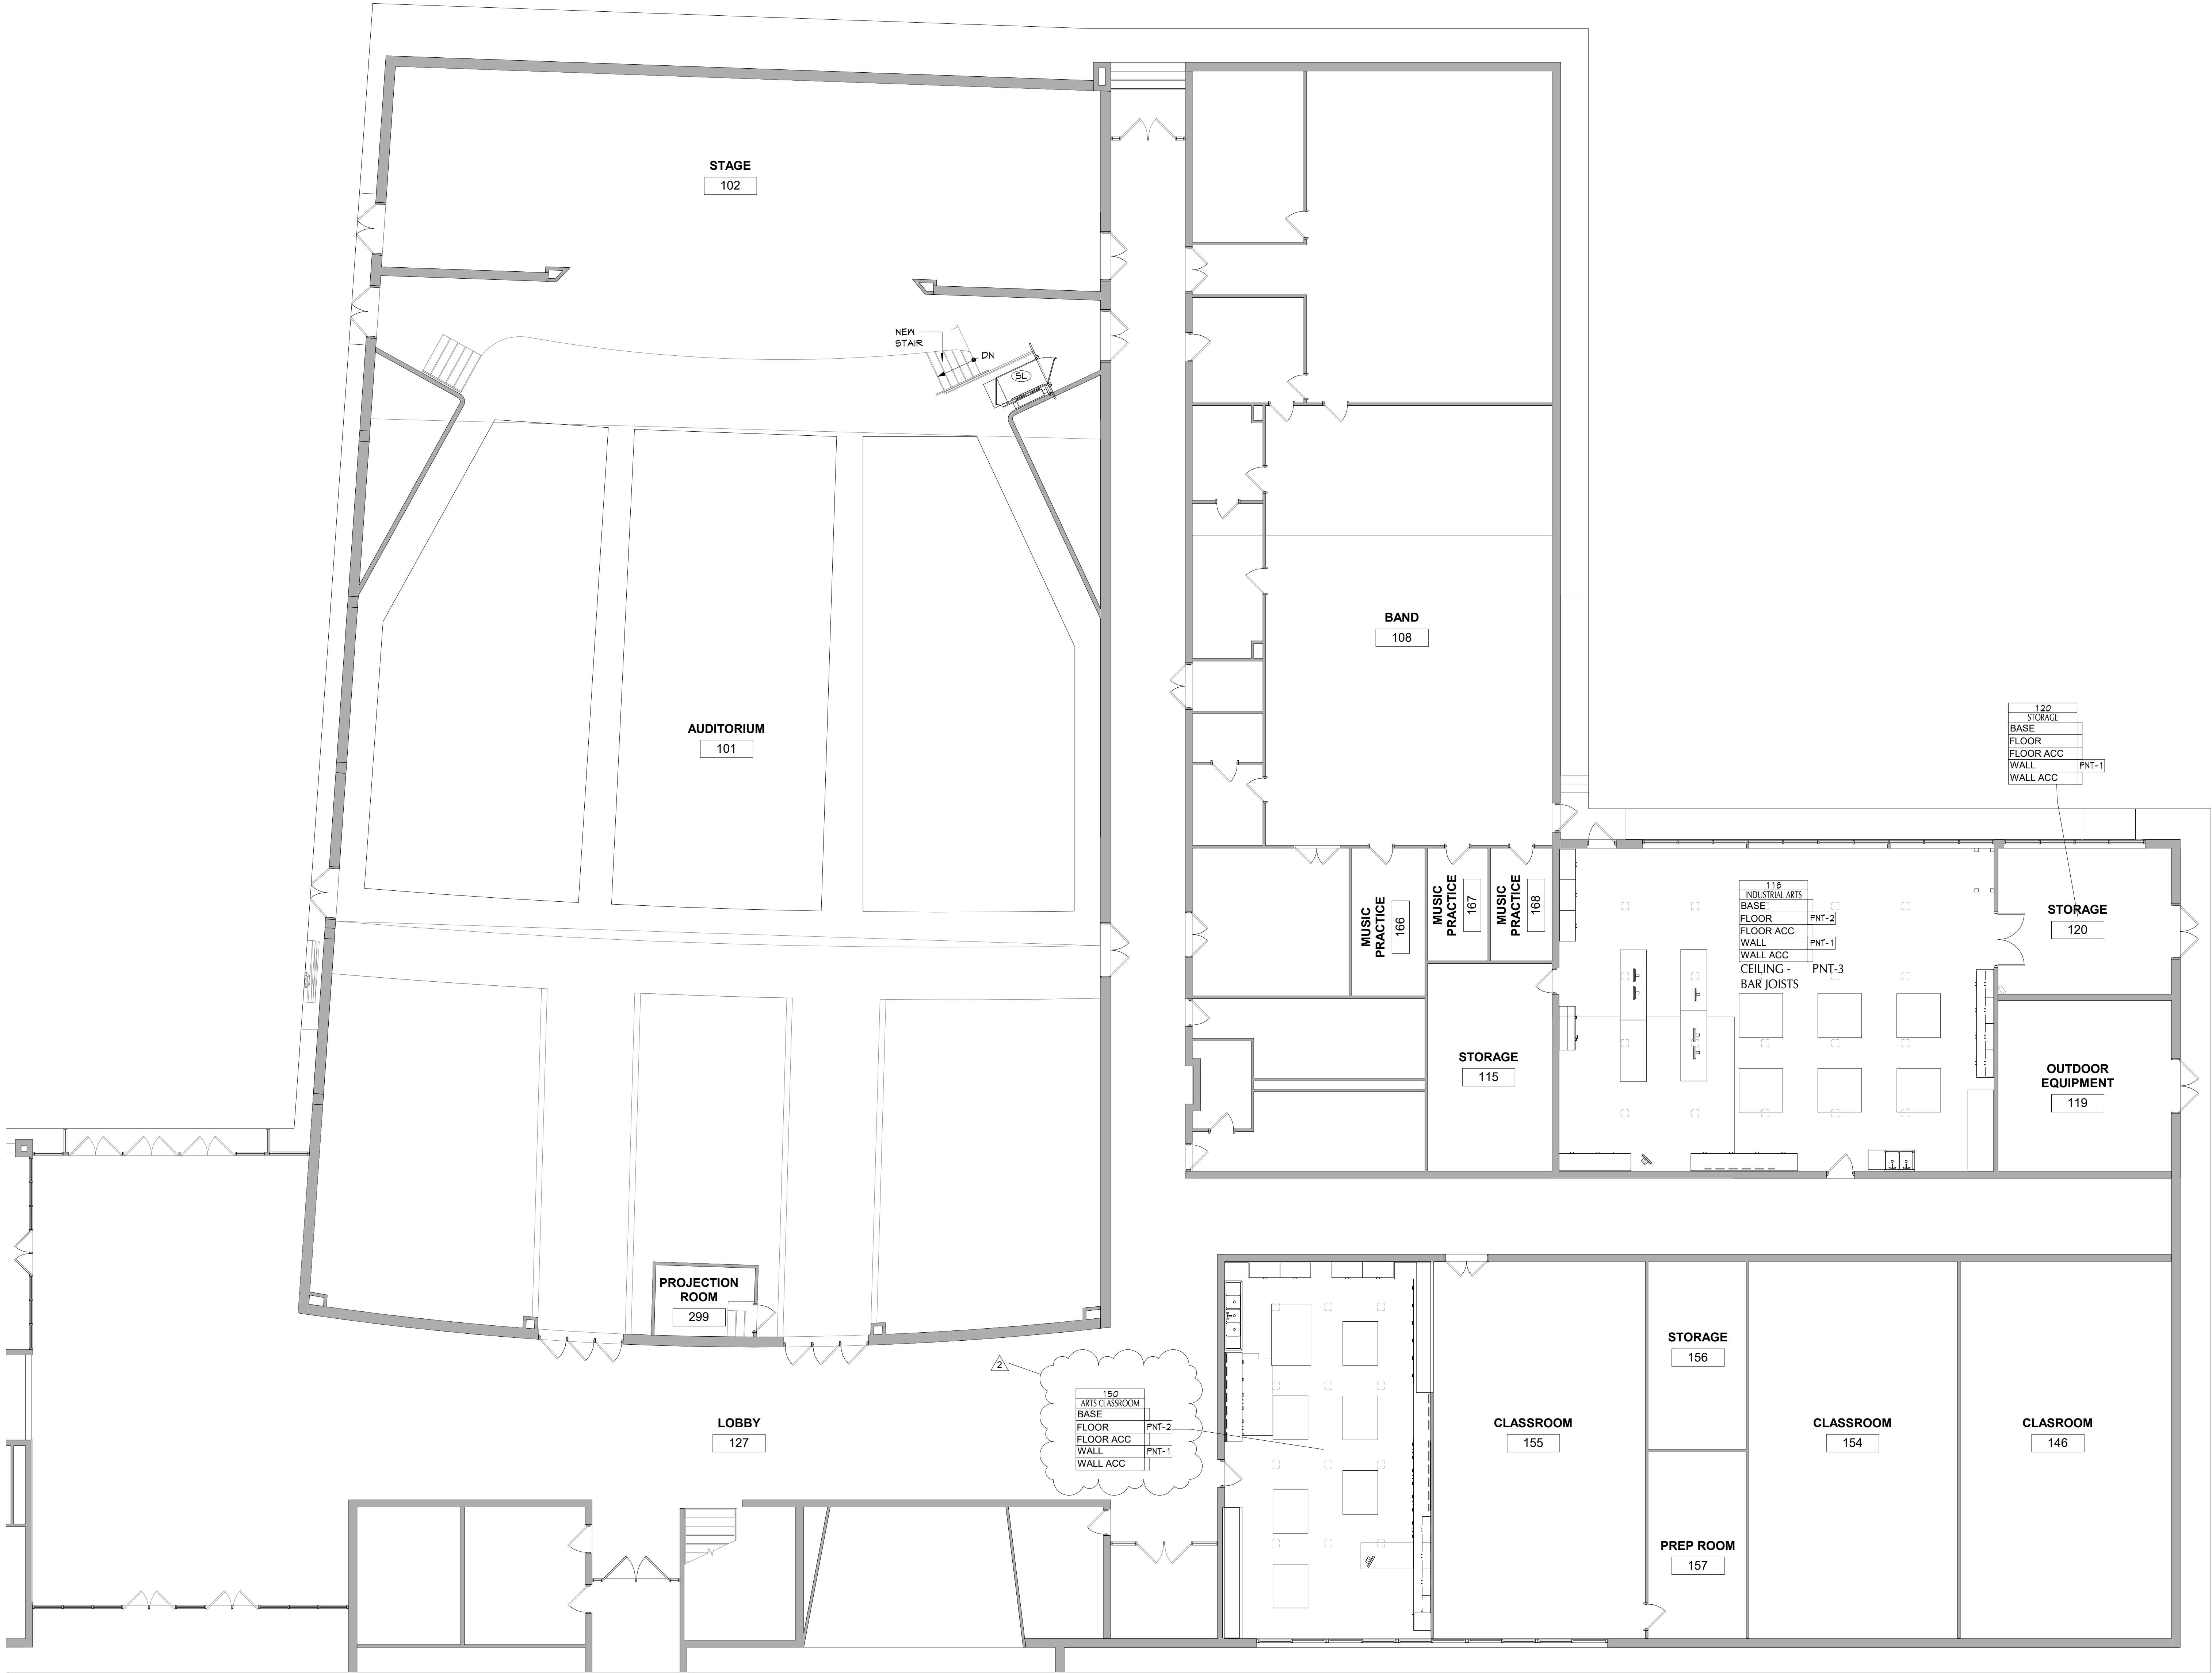 STAGE
102
NEW
STAIR
DN
SL
BAND
108
AUDITORIUM
101
120
STORAGE
BASE
FLOOR
FLOOR ACC
WALL PNT-1
WALL ACC
MUSIC
PRACTICE
166
MUSIC
PRACTICE
167
MUSIC
PRACTICE
168
118
INDUSTRIAL ARTS
BASE
FLOOR PNT-2
FLOOR ACC
WALL PNT-1
WALL ACC
CEILING - PNT-3
BAR JOISTS
STORAGE
120
STORAGE
115
OUTDOOR
EQUIPMENT
119
PROJECTION
ROOM
299
STORAGE
156
2
150
ARTS CLASSROOM
BASE
FLOOR PNT-2
FLOOR ACC
WALL PNT-1
WALL ACC
LOBBY
127
CLASSROOM
155
CLASSROOM
154
CLASROOM
146
PREP ROOM
157